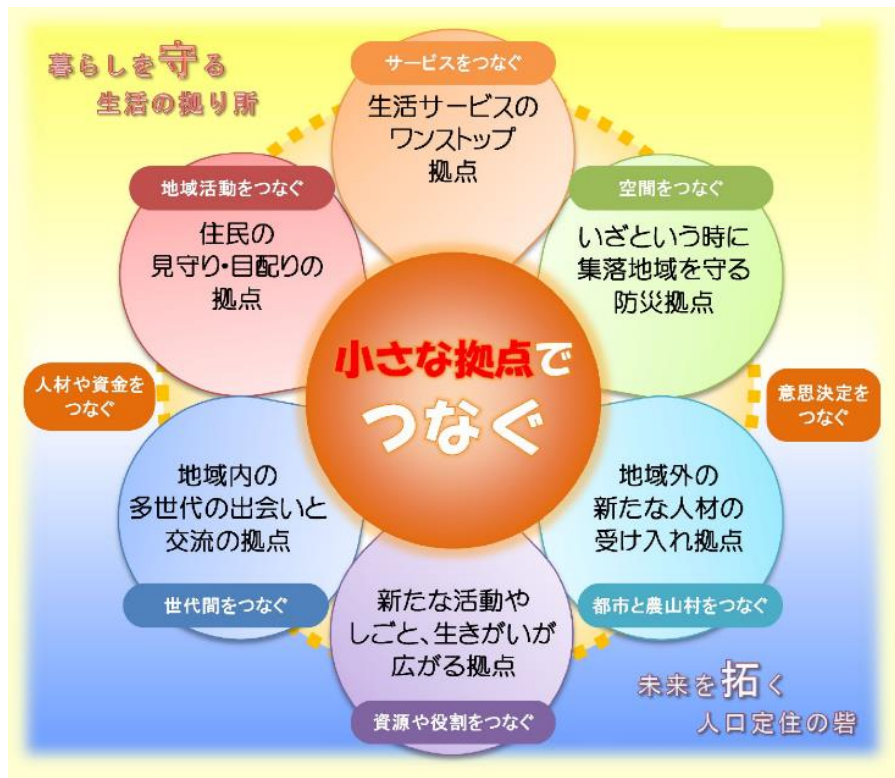 暮らしを守る
生活の拠り所
サービスをつなぐ
生活サービスの
ワンストップ
拠点
地域活動をつなぐ
住民の
見守り・目配りの
拠点
空間をつなぐ
いざという時に
集落地域を守る
防災拠点
小さな拠点で
つなぐ
人材や資金を
つなぐ
意思決定を
つなぐ
地域内の
多世代の出会いと
交流の拠点
世代間をつなぐ
地域外の
新たな人材の
受け入れ拠点
都市と農山村をつなぐ
新たな活動や
しごと、生きがいが
広がる拠点
資源や役割をつなぐ
未来を拓く
人口定住の砦